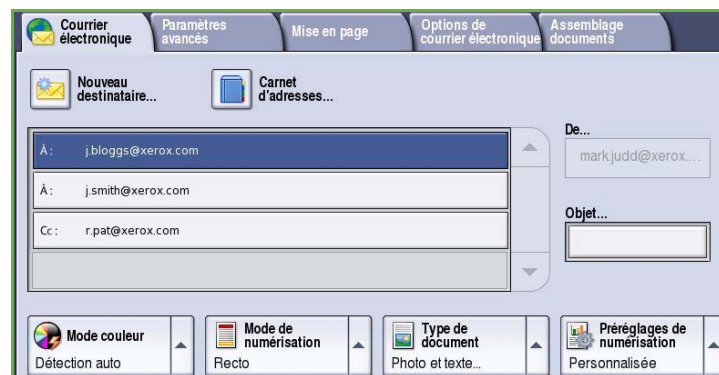 Courrier électronique
Paramètres avancés
Mise en page
Options de courrier électronique
Assemblage documents
Nouveau destinataire...
Carnet d'adresses...
À: j.bloggs@xerox.com
À: j.smith@xerox.com
Cc: r.pat@xerox.com
De...
mark.judd@xerox....
Objet...
Mode couleur
Détection auto
Mode de numérisation
Recto
Type de document
Photo et texte...
Préréglages de numérisation
Personnalisée